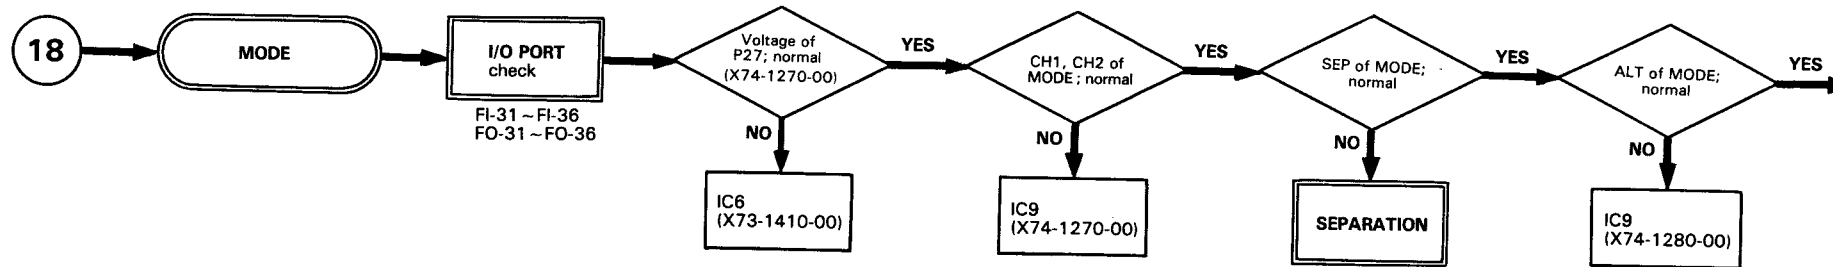 18
MODE
I/O PORT
check
FI-31~FI-36
FO-31~FO-36
Voltage of
P27; normal
(X74-1270-00)
YES
NO
IC6
(X73-1410-00)
CH1, CH2 of
MODE; normal
YES
NO
IC9
(X74-1270-00)
SEP of MODE;
normal
YES
NO
SEPARATION
ALT of MODE;
normal
YES
NO
IC9
(X74-1280-00)